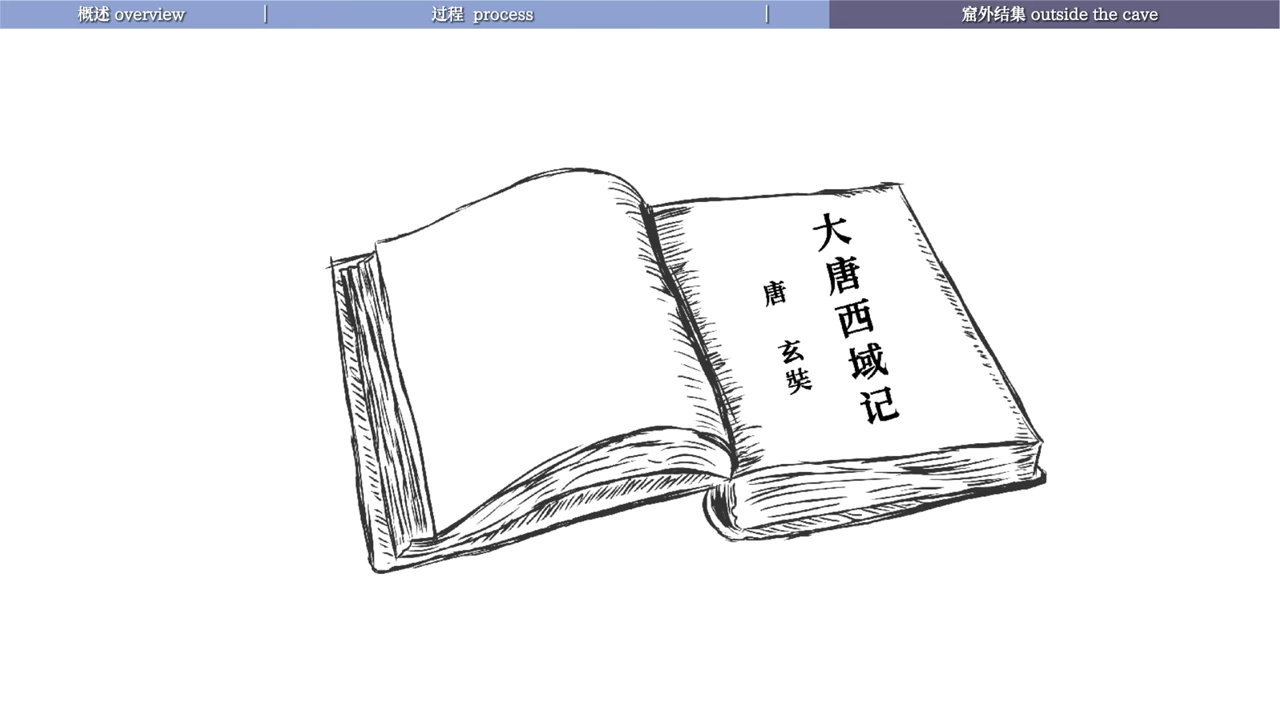 概述 overview
过程 process
窟外结集 outside the cave
大唐西域记
唐 玄奘